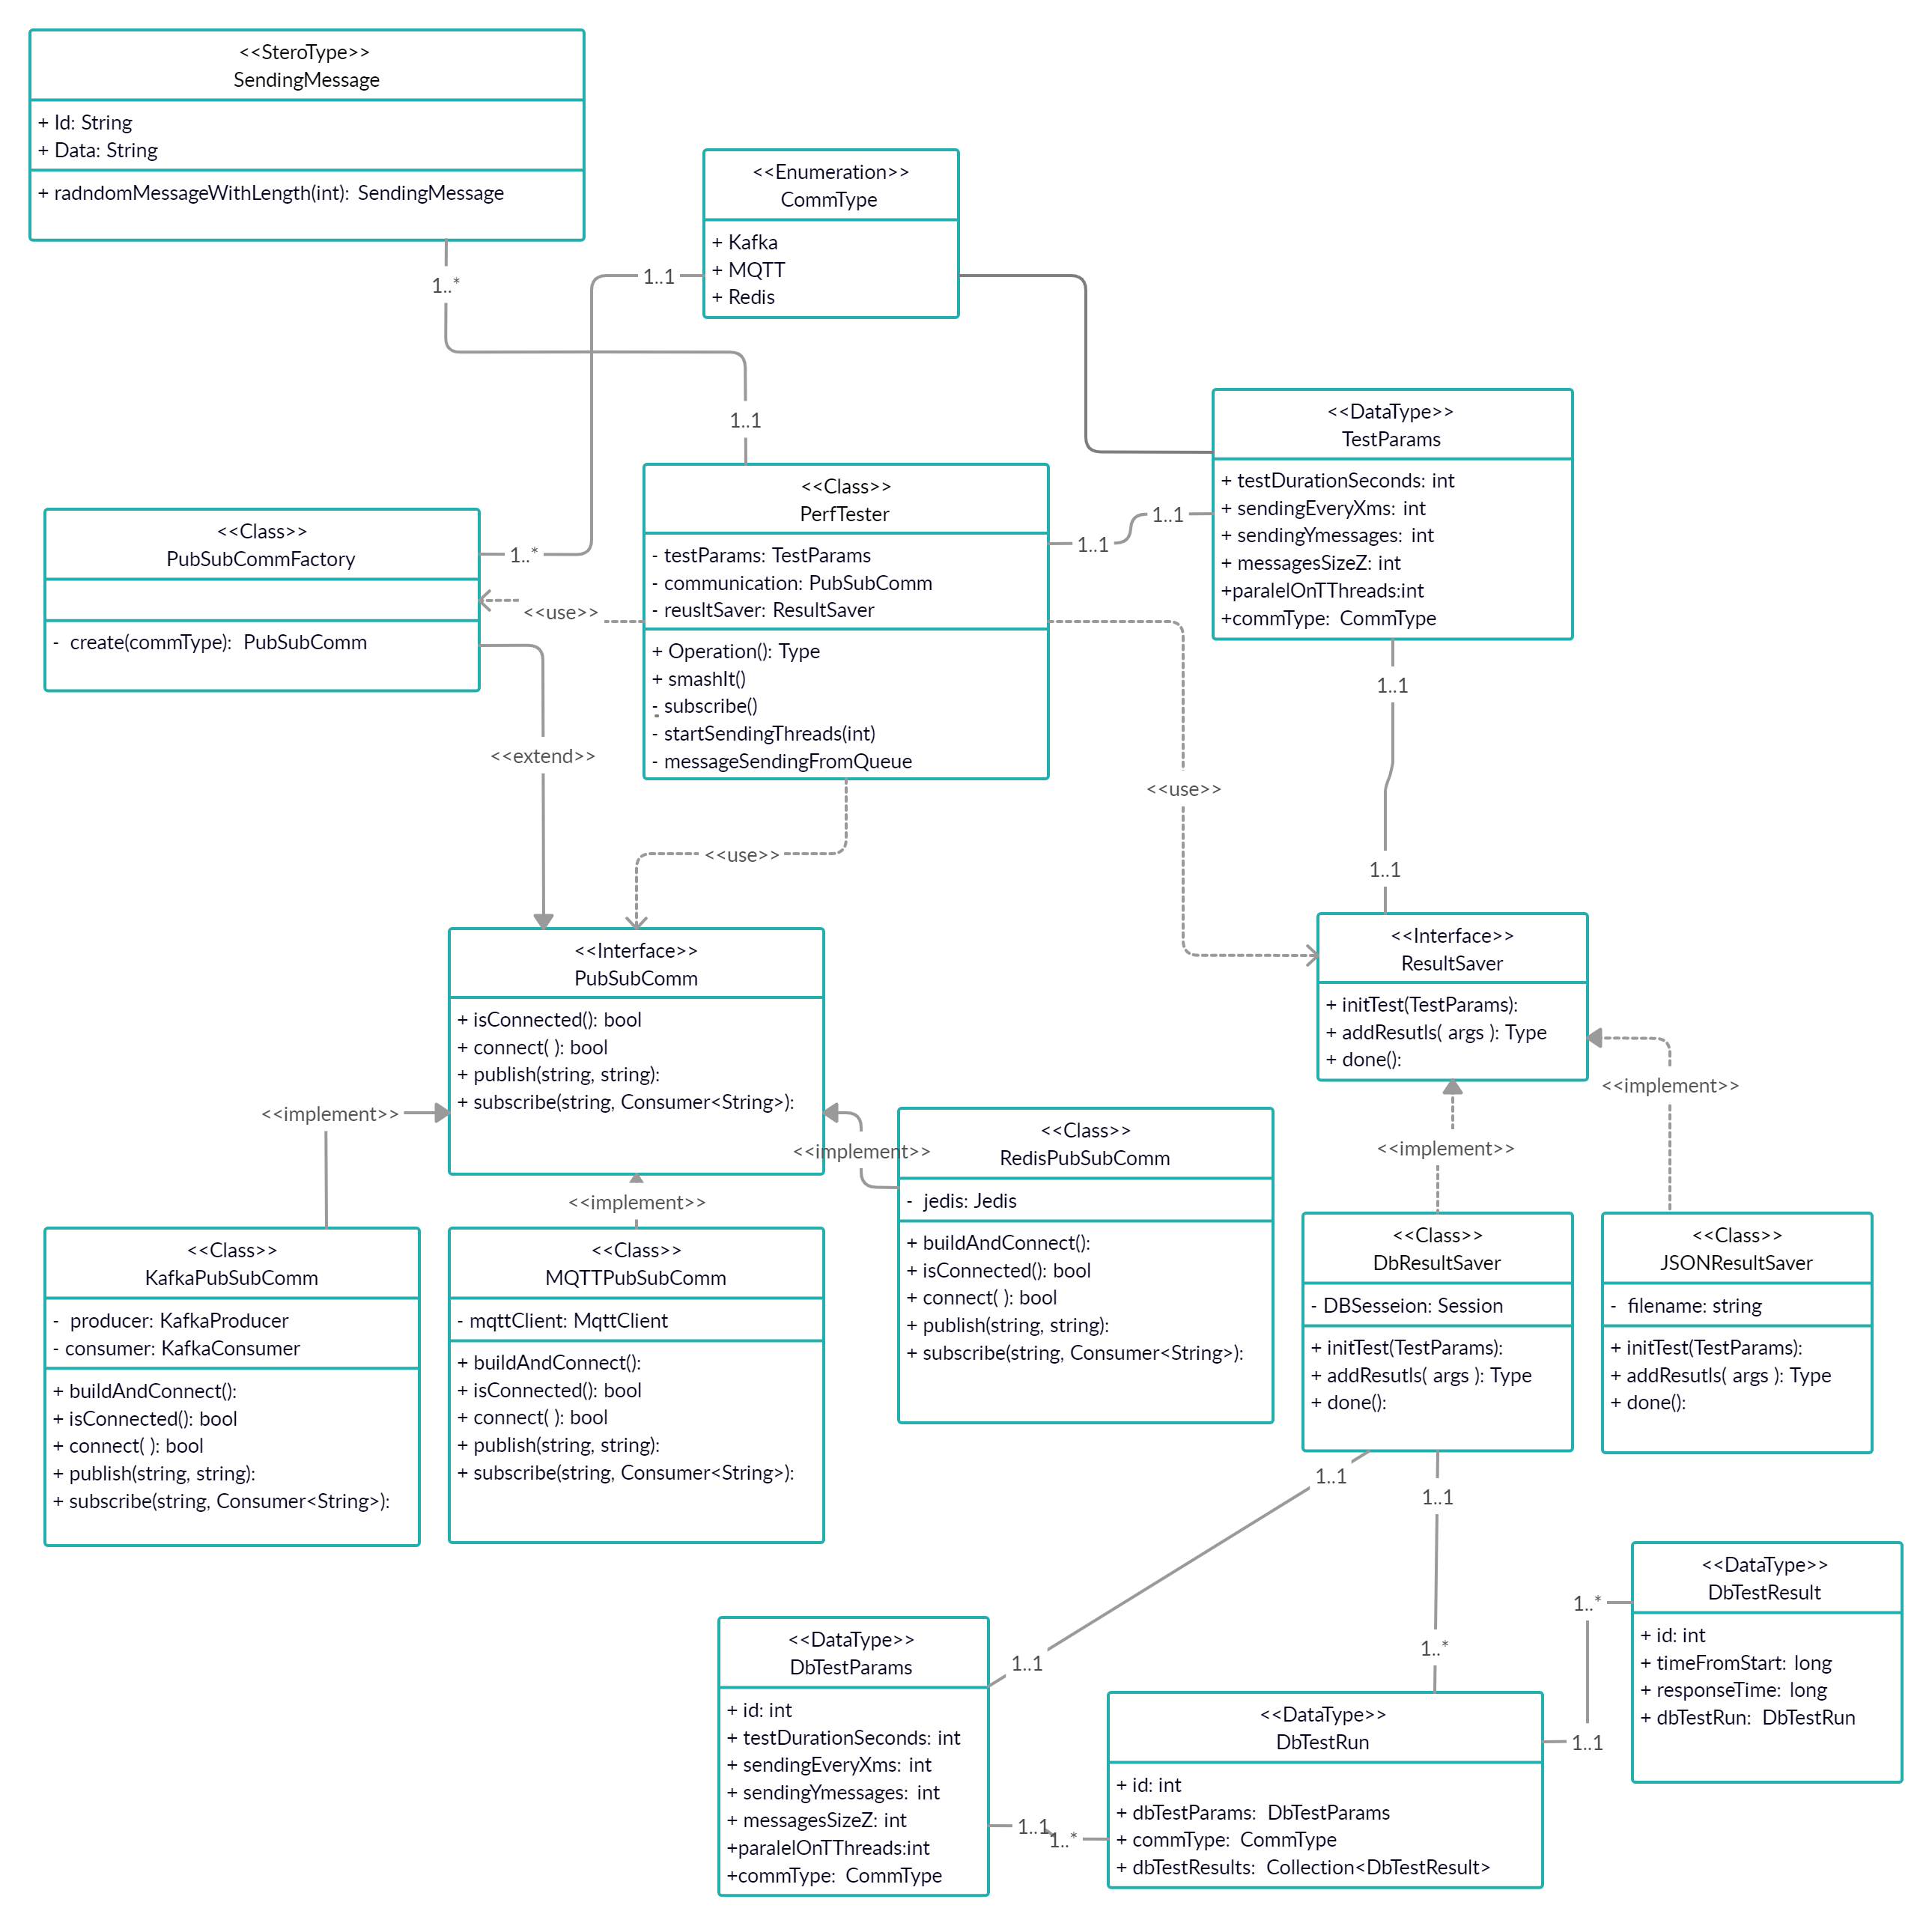 <<SteroType>>
SendingMessage
+ Id: String
+ Data: String
+ radndomMessageWithLength(int): SendingMessage
<<Enumeration>>
CommType
+ Kafka
+ MQTT
+ Redis
1..1
1..*
1..1
<<DataType>>
TestParams
+ testDurationSeconds: int
+ sendingEveryXms: int
+ sendingYmessages: int
+ messagesSizeZ: int
+paralelOnTThreads:int
+commType: CommType
<<Class>>
PerfTester
- testParams: TestParams
- communication: PubSubComm
- reusltSaver: ResultSaver
+ Operation(): Type
+ smashIt()
- subscribe()
- startSendingThreads(int)
- messageSendingFromQueue
1..1
1..1
<<Class>>
PubSubCommFactory
- create(commType): PubSubComm
1..*
<<use>>
<<extend>>
<<use>>
<<use>>
1..1
1..1
<<Interface>>
PubSubComm
+ isConnected(): bool
+ connect( ): bool
+ publish(string, string):
+ subscribe(string, Consumer<String>):
<<Interface>>
ResultSaver
+ initTest(TestParams):
+ addResutls( args ): Type
+ done():
<<implement>>
<<implement>>
<<implement>>
<<implement>>
<<implement>>
<<Class>>
RedisPubSubComm
- jedis: Jedis
+ buildAndConnect():
+ isConnected(): bool
+ connect( ): bool
+ publish(string, string):
+ subscribe(string, Consumer<String>):
<<Class>>
KafkaPubSubComm
- producer: KafkaProducer
- consumer: KafkaConsumer
+ buildAndConnect():
+ isConnected(): bool
+ connect( ): bool
+ publish(string, string):
+ subscribe(string, Consumer<String>):
<<Class>>
MQTTPubSubComm
- mqttClient: MqttClient
+ buildAndConnect():
+ isConnected(): bool
+ connect( ): bool
+ publish(string, string):
+ subscribe(string, Consumer<String>):
<<Class>>
DbResultSaver
- DBSesseion: Session
+ initTest(TestParams):
+ addResutls( args ): Type
+ done():
<<Class>>
JSONResultSaver
- filename: string
+ initTest(TestParams):
+ addResutls( args ): Type
+ done():
1..1
1..1
1..1
1..*
<<DataType>>
DbTestResult
+ id: int
+ timeFromStart: long
+ responseTime: long
+ dbTestRun: DbTestRun
1..*
1..1
<<DataType>>
DbTestParams
+ id: int
+ testDurationSeconds: int
+ sendingEveryXms: int
+ sendingYmessages: int
+ messagesSizeZ: int
+paralelOnTThreads:int
+commType: CommType
1..1
1..*
<<DataType>>
DbTestRun
+ id: int
+ dbTestParams: DbTestParams
+ commType: CommType
+ dbTestResults: Collection<DbTestResult>